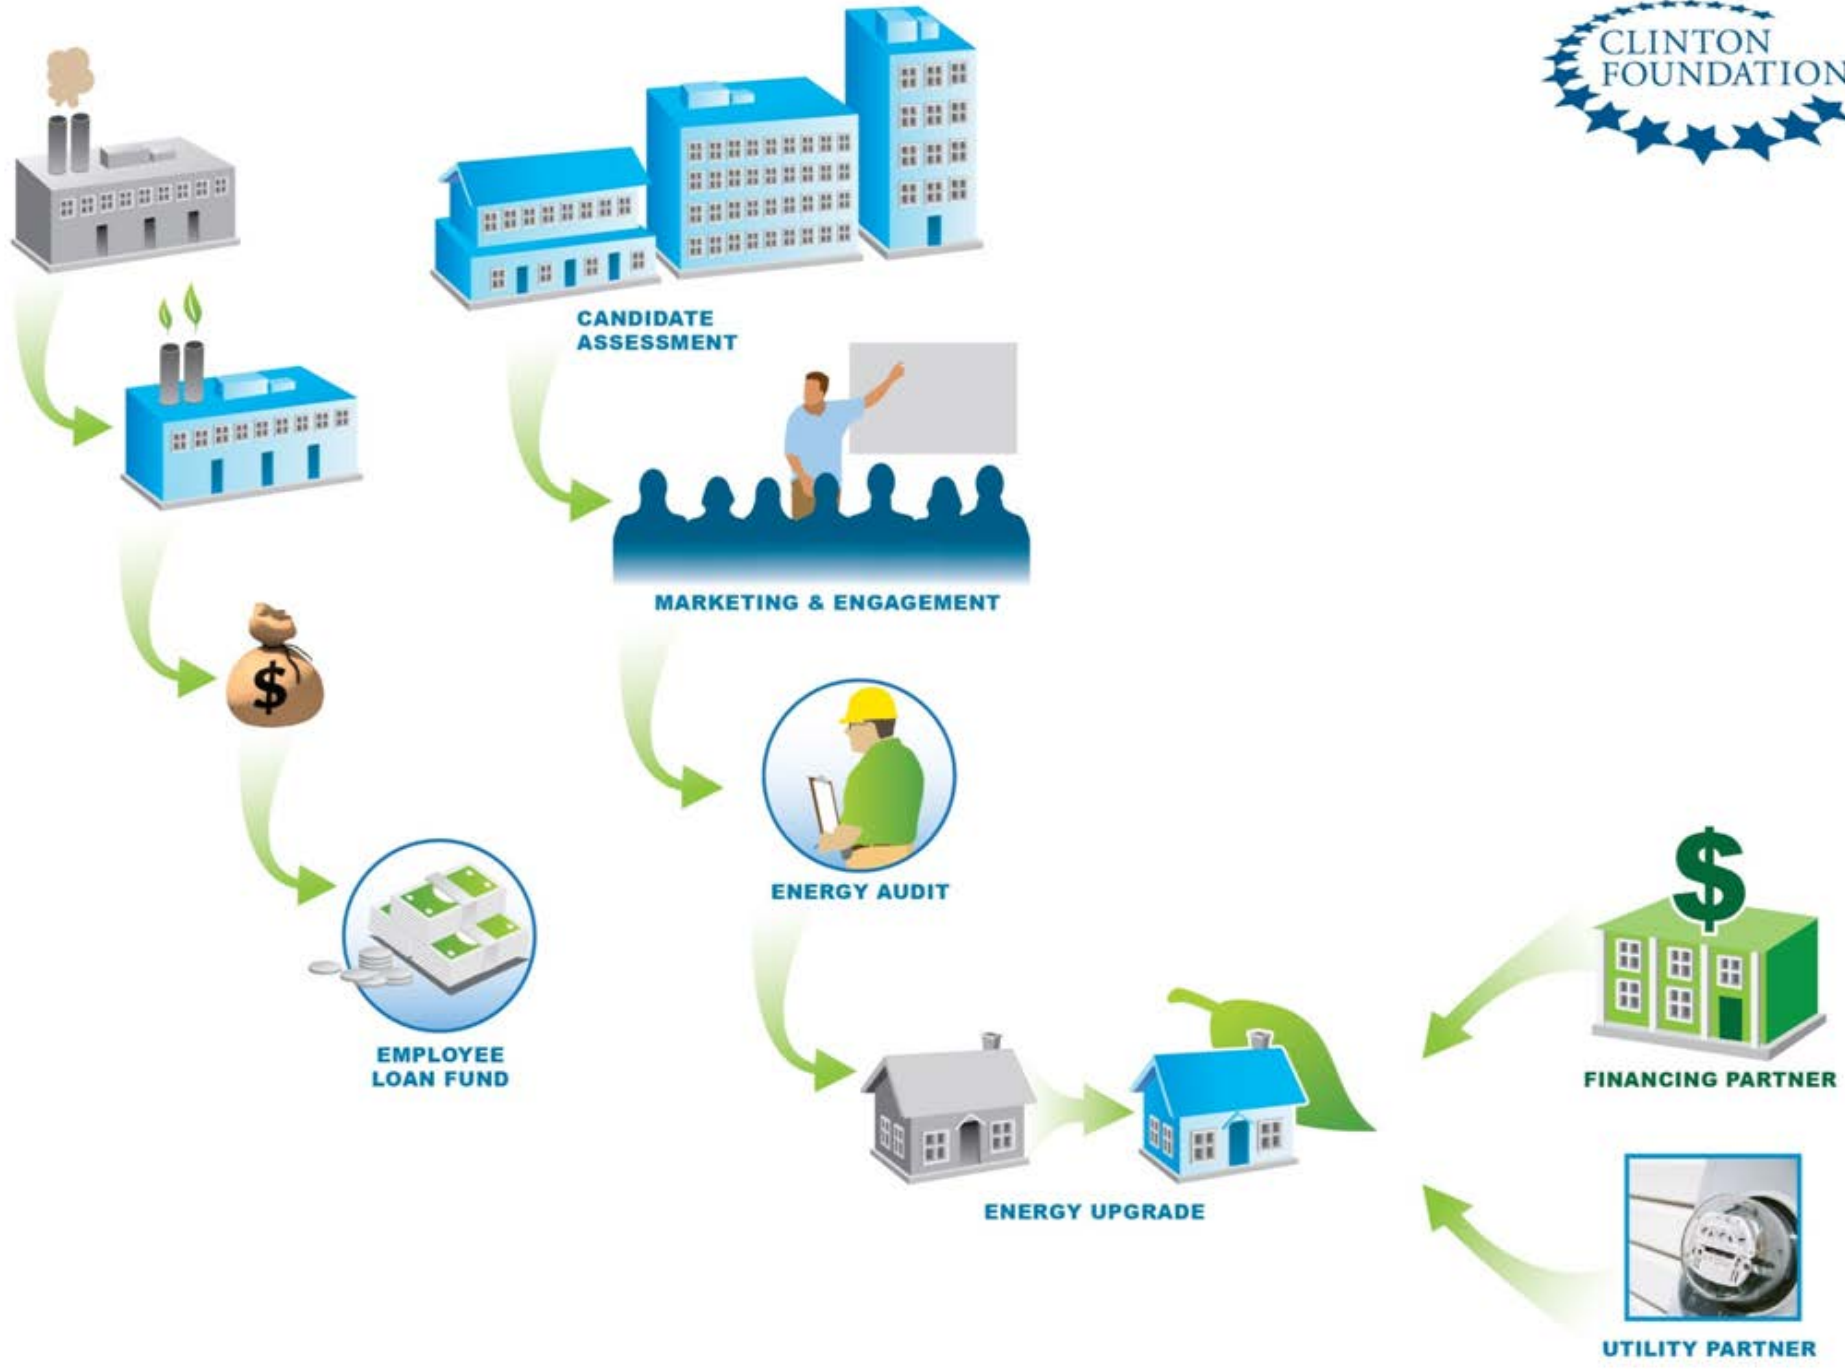 CLINTON
FOUNDATION
CANDIDATE
ASSESSMENT
MARKETING & ENGAGEMENT
$
ENERGY AUDIT
EMPLOYEE
LOAN FUND
$
FINANCING PARTNER
ENERGY UPGRADE
UTILITY PARTNER